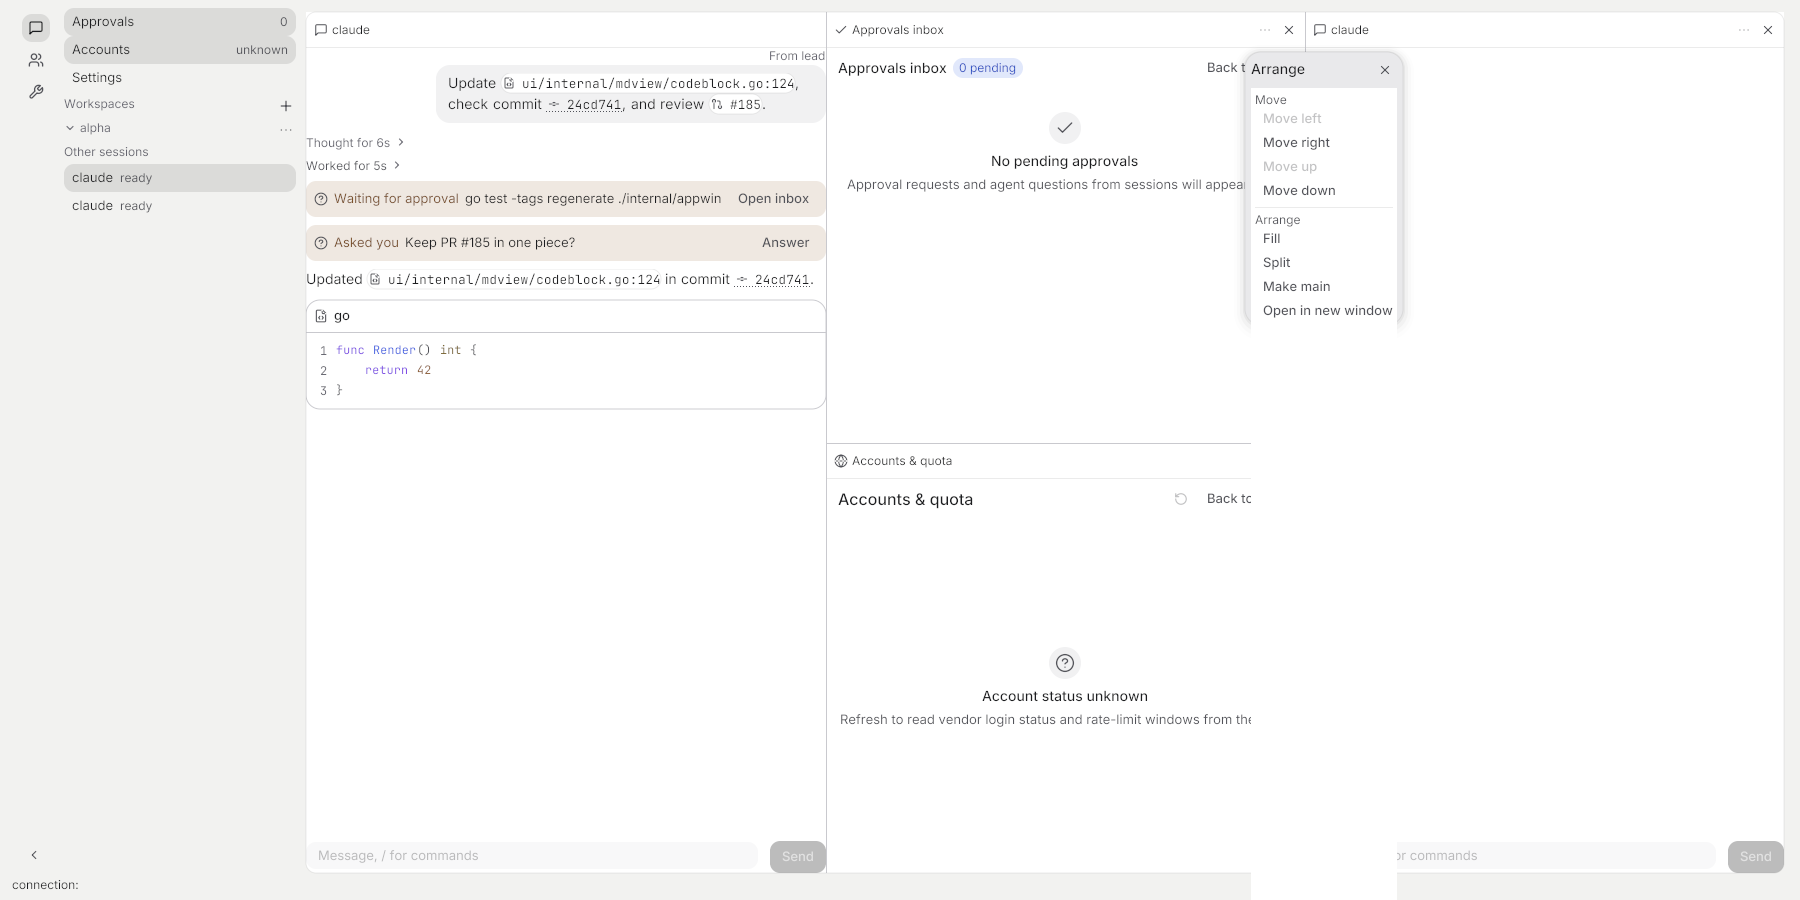 Approvals 0
Accounts unknown
Settings
Workspaces
alpha
Other sessions
claude ready
claude ready
connection:
claude
From lead
Update ui/internal/mdview/codeblock.go:124,
check commit 24cd741, and review #185.
Thought for 6s
Worked for 5s
Waiting for approval go test -tags regenerate ./internal/appwin Open inbox
Asked you Keep PR #185 in one piece? Answer
Updated ui/internal/mdview/codeblock.go:124 in commit 24cd741.
go
1 func Render() int {
2 return 42
3 }
Message, / for commands Send
Approvals inbox
Approvals inbox 0 pending Back
No pending approvals
Approval requests and agent questions from sessions will appear
Accounts & quota
Accounts & quota Back to
Account status unknown
Refresh to read vendor login status and rate-limit windows from the
claude
Arrange
Move
Move left
Move right
Move up
Move down
Arrange
Fill
Split
Make main
Open in new window
or commands Send